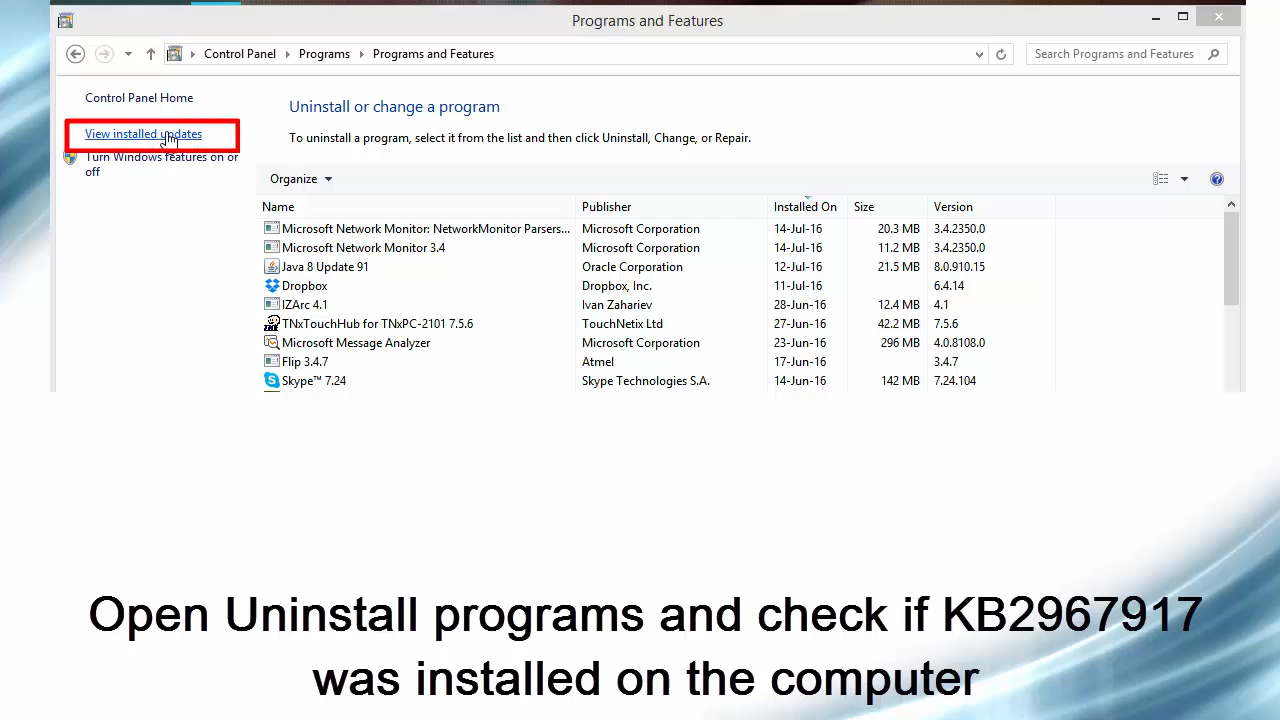 Programs and Features
Control Panel Programs Programs and Features
Search Programs and Features
Control Panel Home
View installed updates
Turn Windows features on or
off
Uninstall or change a program
To uninstall a program, select it from the list and then click Uninstall, Change, or Repair.
Organize
Name Publisher Installed On Size Version
Microsoft Network Monitor: NetworkMonitor Parsers... Microsoft Corporation 14-Jul-16 20.3 MB 3.4.2350.0
Microsoft Network Monitor 3.4 Microsoft Corporation 14-Jul-16 11.2 MB 3.4.2350.0
Java 8 Update 91 Oracle Corporation 12-Jul-16 21.5 MB 8.0.910.15
Dropbox Dropbox, Inc. 11-Jul-16 6.4.14
IZArc 4.1 Ivan Zahariev 28-Jun-16 12.4 MB 4.1
TNxTouchHub for TNxPC-2101 7.5.6 TouchNetix Ltd 27-Jun-16 42.2 MB 7.5.6
Microsoft Message Analyzer Microsoft Corporation 23-Jun-16 296 MB 4.0.8108.0
Flip 3.4.7 Atmel 17-Jun-16 3.4.7
Skype™ 7.24 Skype Technologies S.A. 14-Jun-16 142 MB 7.24.104
Open Uninstall programs and check if KB2967917
was installed on the computer